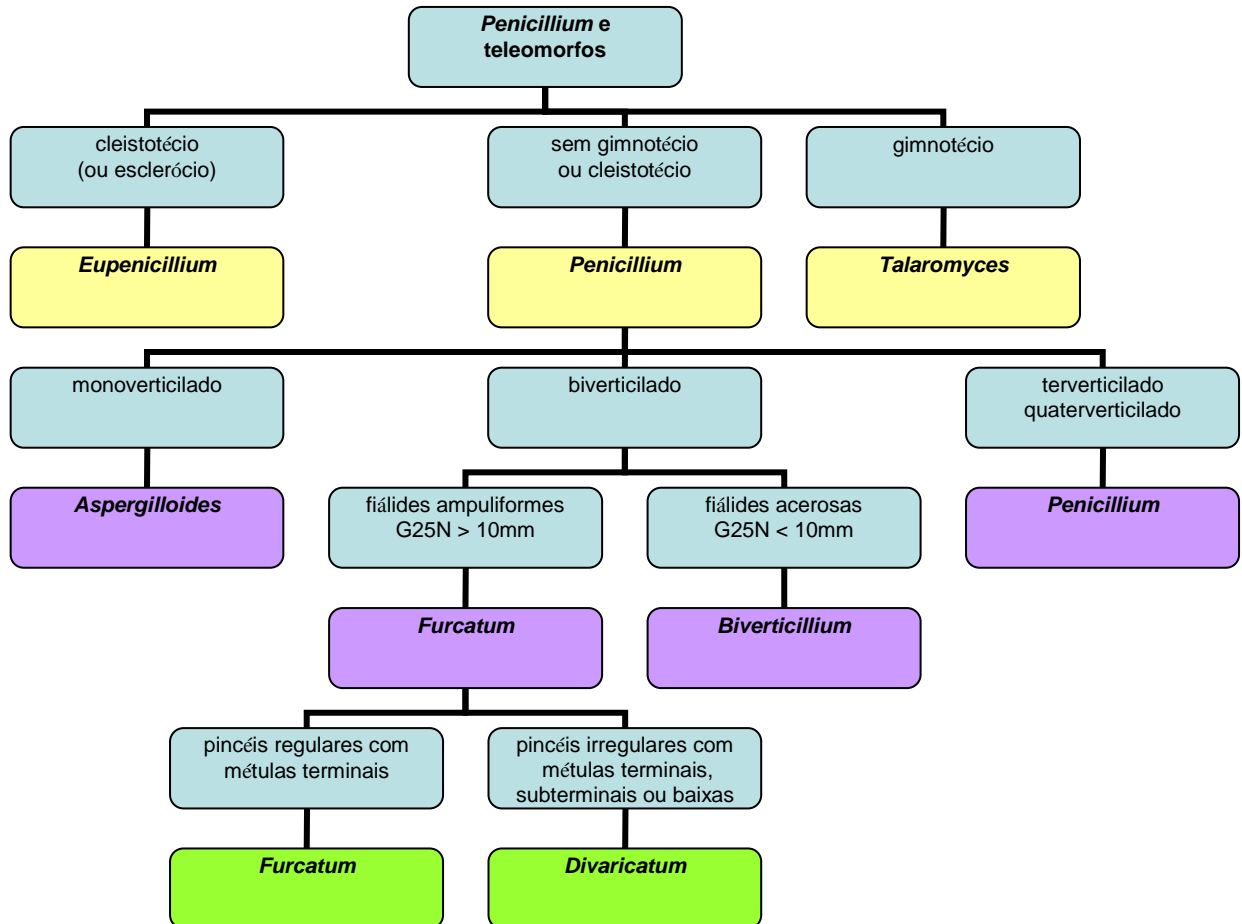 Penicillium e
teleomorfos
cleistotécio
(ou esclerócio)
sem gimnotécio
ou cleistotécio
gimnotécio
Eupenicillium
Penicillium
Talaromyces
monoverticilado
biverticilado
terverticilado
quaterverticilado
Aspergilloides
fiálides ampuliformes
G25N > 10mm
fiálides acerosas
G25N < 10mm
Penicillium
Furcatum
Biverticillium
pincéis regulares com
métulas terminais
pincéis irregulares com
métulas terminais,
subterminais ou baixas
Furcatum
Divaricatum